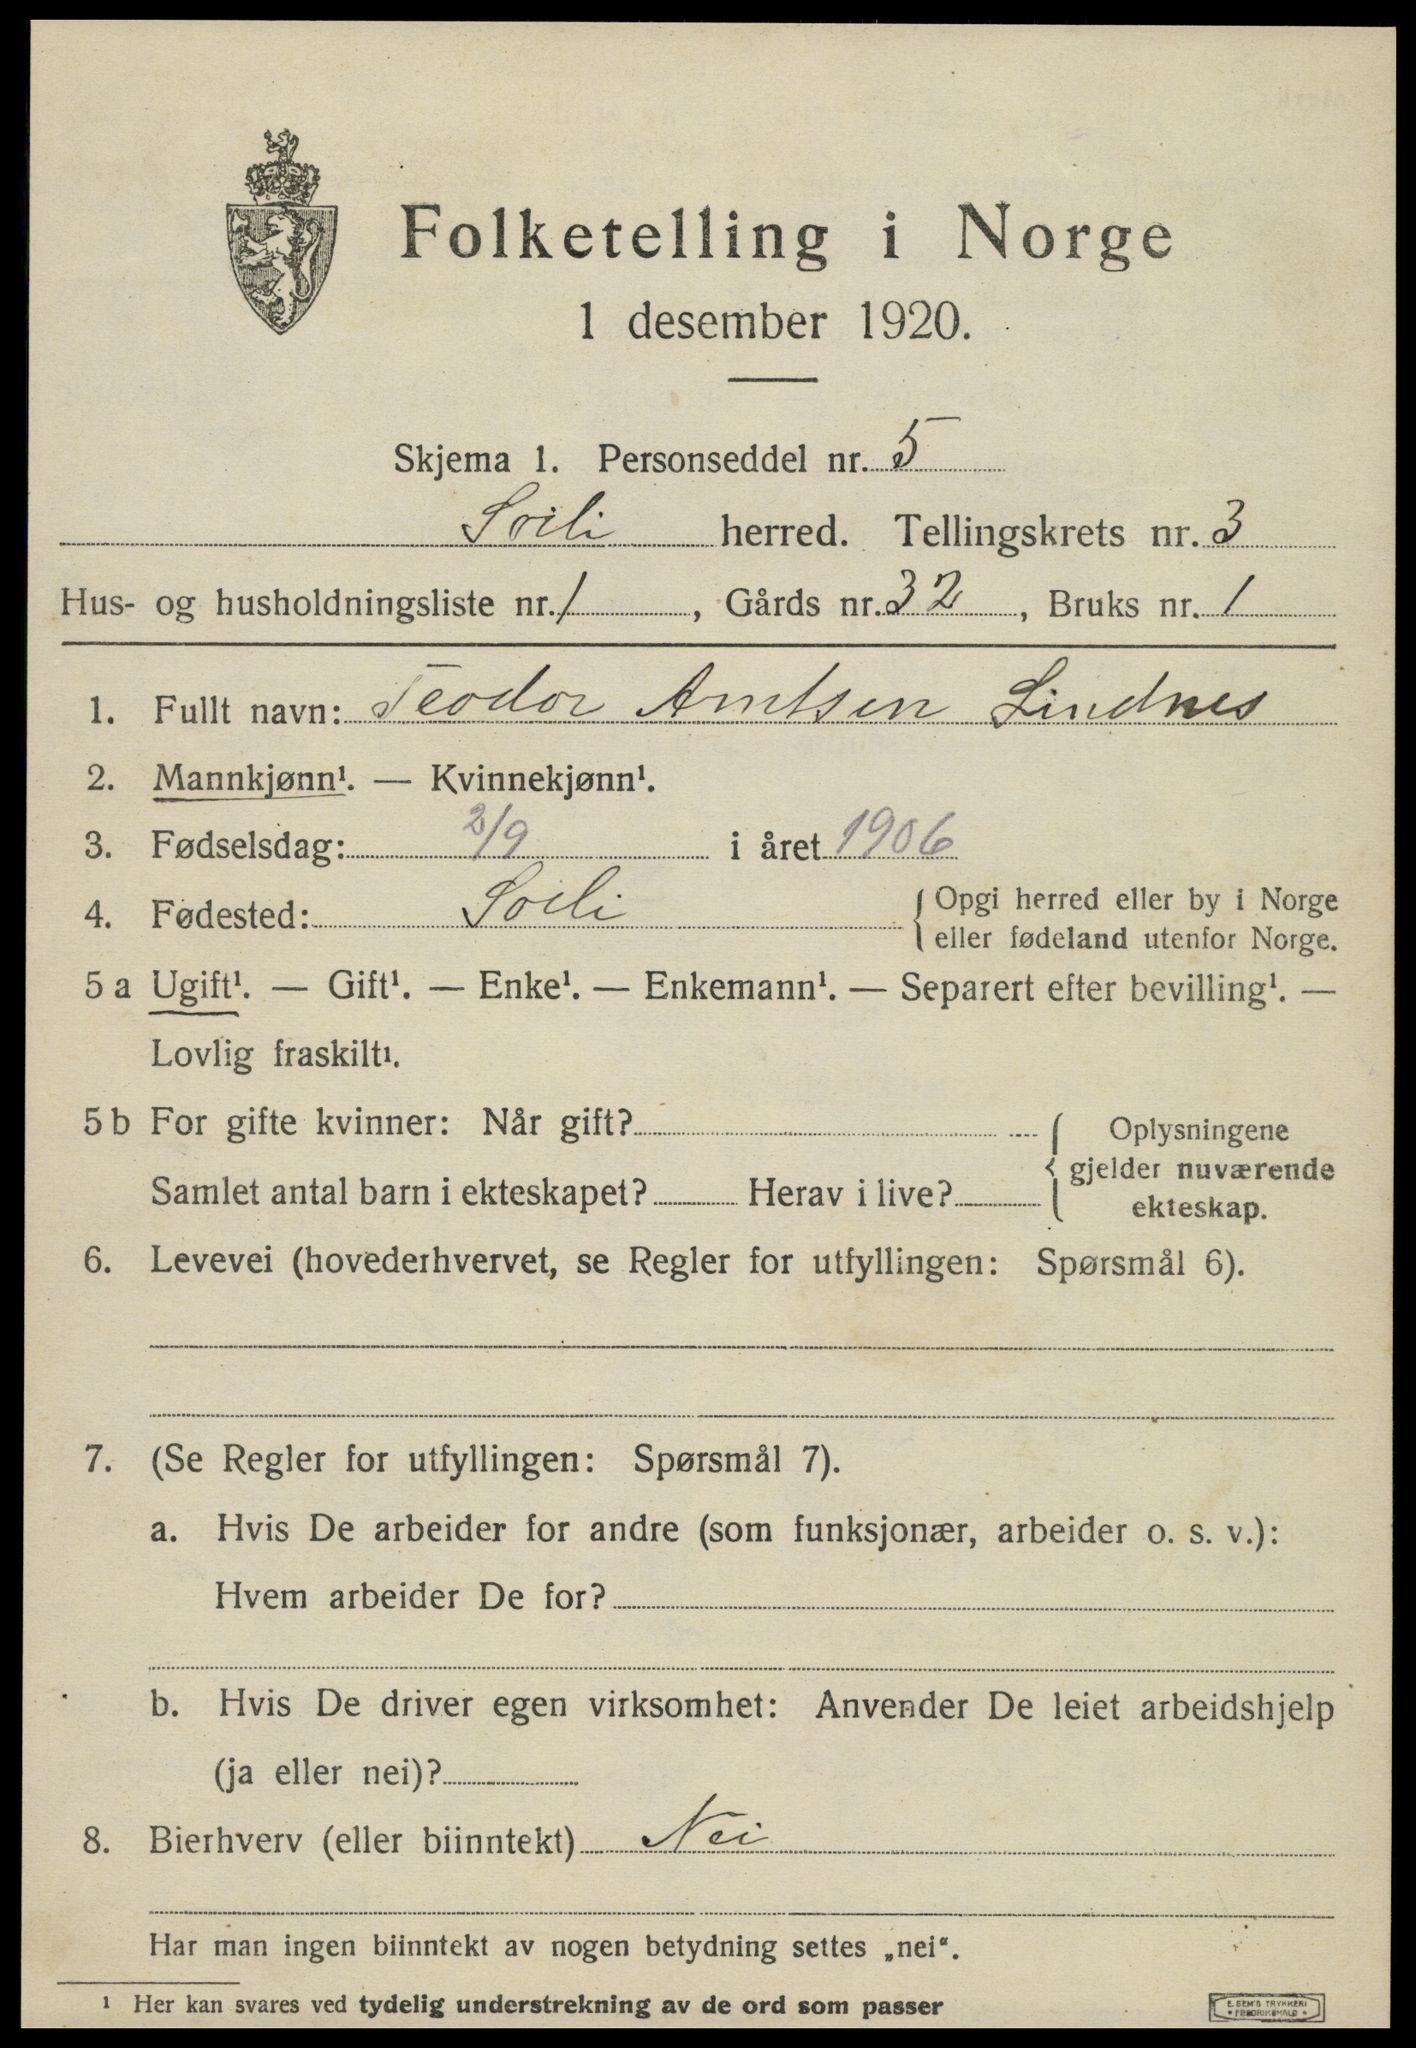 Folketelling i Norge
1 desember 1920.
Skjema 1. Personseddel nr. 5
Soili herred. Tellingskrets nr. 3
Hus- og husholdningsliste nr. 1, Gårds nr. 32, Bruks nr. 1
1. Fullt navn: Teodor Arntsen Lindnes
2. Mannkjønn¹. — Kvinnekjønn¹.
3. Fødselsdag: 2/9 i året 1906
4. Fødested: Soili { Opgi herred eller by i Norge
eller fødeland utenfor Norge.
5 a Ugift¹. — Gift¹. — Enke¹. — Enkemann¹. — Separert efter bevilling¹. —
Lovlig fraskilt¹.
5 b For gifte kvinner: Når gift? { Oplysningene
gjelder nuværende
Samlet antal barn i ekteskapet? Herav i live?
ekteskap.
6. Levevei (hovederhvervet, se Regler for utfyllingen: Spørsmål 6).
7. (Se Regler for utfyllingen: Spørsmål 7).
a. Hvis De arbeider for andre (som funksjonær, arbeider o. s. v.):
Hvem arbeider De for?
b. Hvis De driver egen virksomhet: Anvender De leiet arbeidshjelp
(ja eller nei)?
8. Bierhverv (eller biinntekt) Nei
Har man ingen biinntekt av nogen betydning settes „nei“.
¹ Her kan svares ved tydelig understrekning av de ord som passer
E. SEM'S TRYKKERI
• FREDRIKSHALD •